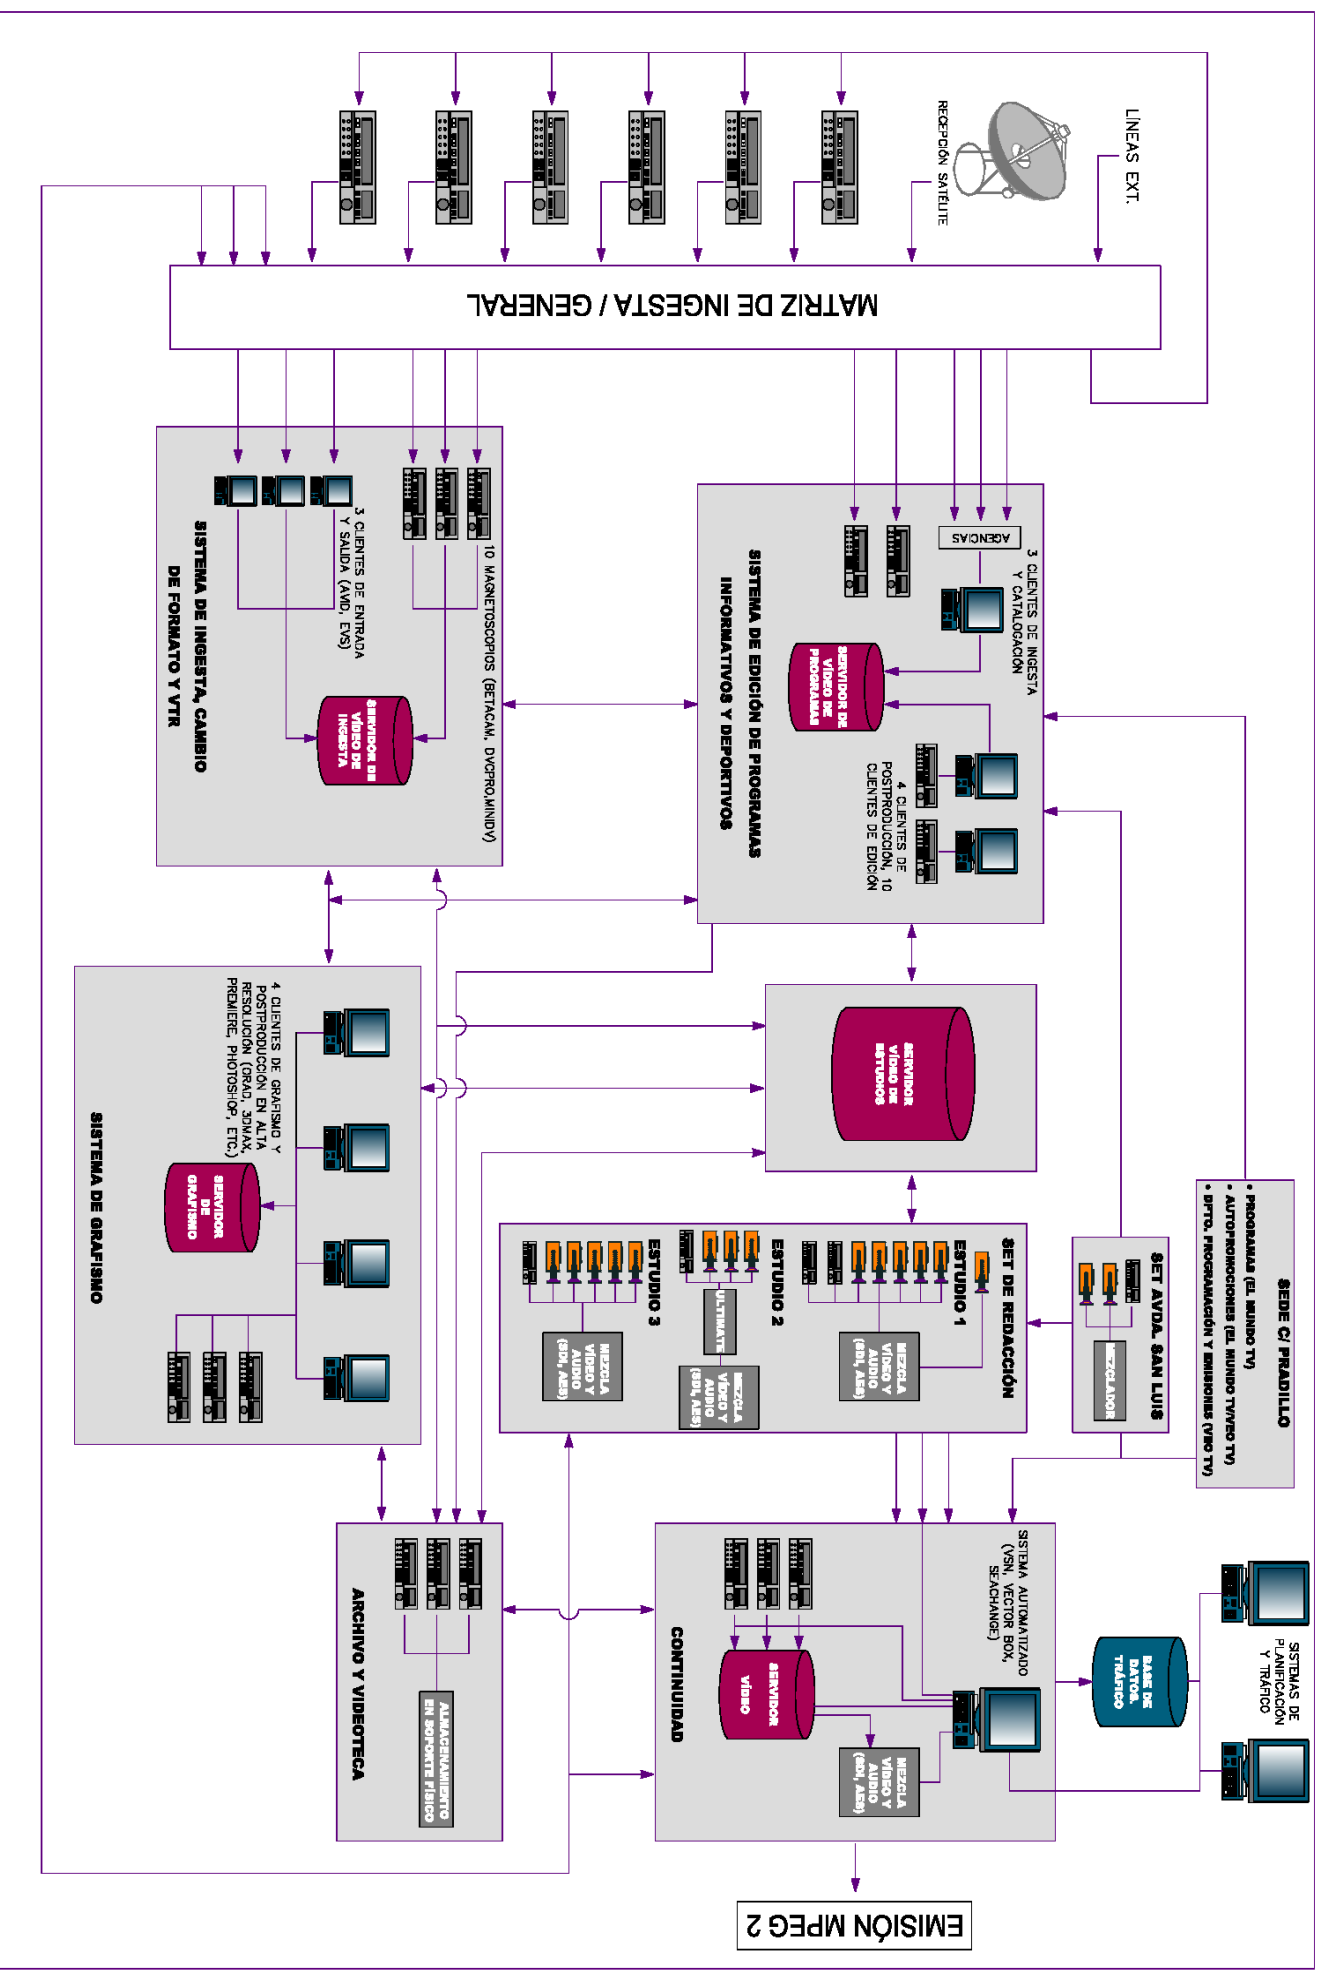 LÍNEAS EXT.
RECEPCIÓN SATÉLITE
MATRIZ DE INGESTA / GENERAL
AGENCIAS
3 CLIENTES DE INGESTA
Y CATALOGACIÓN
SERVIDOR DE
VÍDEO DE
PROGRAMAS
4 CLIENTES DE
POSTPRODUCCIÓN, 10
CLIENTES DE EDICIÓN
SISTEMA DE EDICIÓN DE PROGRAMAS
INFORMATIVOS Y DEPORTIVOS
10 MAGNETOSCOPIOS (BETACAM, DVCPRO,MINIDV)
3 CLIENTES DE ENTRADA
Y SALIDA (AVID, EVS)
SERVIDOR DE
VÍDEO DE
INGESTA
SISTEMA DE INGESTA, CAMBIO
DE FORMATO Y VTR
SERVIDOR
VÍDEO DE
ESTUDIOS
4 CLIENTES DE GRAFISMO Y
POSTPRODUCCIÓN EN ALTA
RESOLUCIÓN (ORAD, 3DMAX,
PREMIERE, PHOTOSHOP, ETC.)
SERVIDOR
DE
GRAFISMO
SISTEMA DE GRAFISMO
SEDE C/ PRADILLO
• PROGRAMAS (EL MUNDO TV)
• AUTOPROMOCIONES (EL MUNDO TV/VEO TV)
• DPTO. PROGRAMACIÓN Y EMISIONES (VEO TV)
SET AVDA. SAN LUIS
MEZCLADOR
SET DE REDACCIÓN
ESTUDIO 1
MEZCLA
VÍDEO Y
AUDIO
(SDI, AES)
ESTUDIO 2
ULTIMATE
MEZCLA
VÍDEO Y
AUDIO
(SDI, AES)
ESTUDIO 3
MEZCLA
VÍDEO Y
AUDIO
(SDI, AES)
SISTEMAS DE
PLANIFICACIÓN
Y TRÁFICO
BASE DE
DATOS.
TRÁFICO
SISTEMA AUTOMATIZADO
(VSN, VECTOR BOX,
SEACHANGE)
SERVIDOR
VÍDEO
MEZCLA
VÍDEO Y
AUDIO
(SDI, AES)
CONTINUIDAD
ALMACENAMIENTO
EN SOPORTE FÍSICO
ARCHIVO Y VIDEOTECA
EMISIÓN MPEG 2